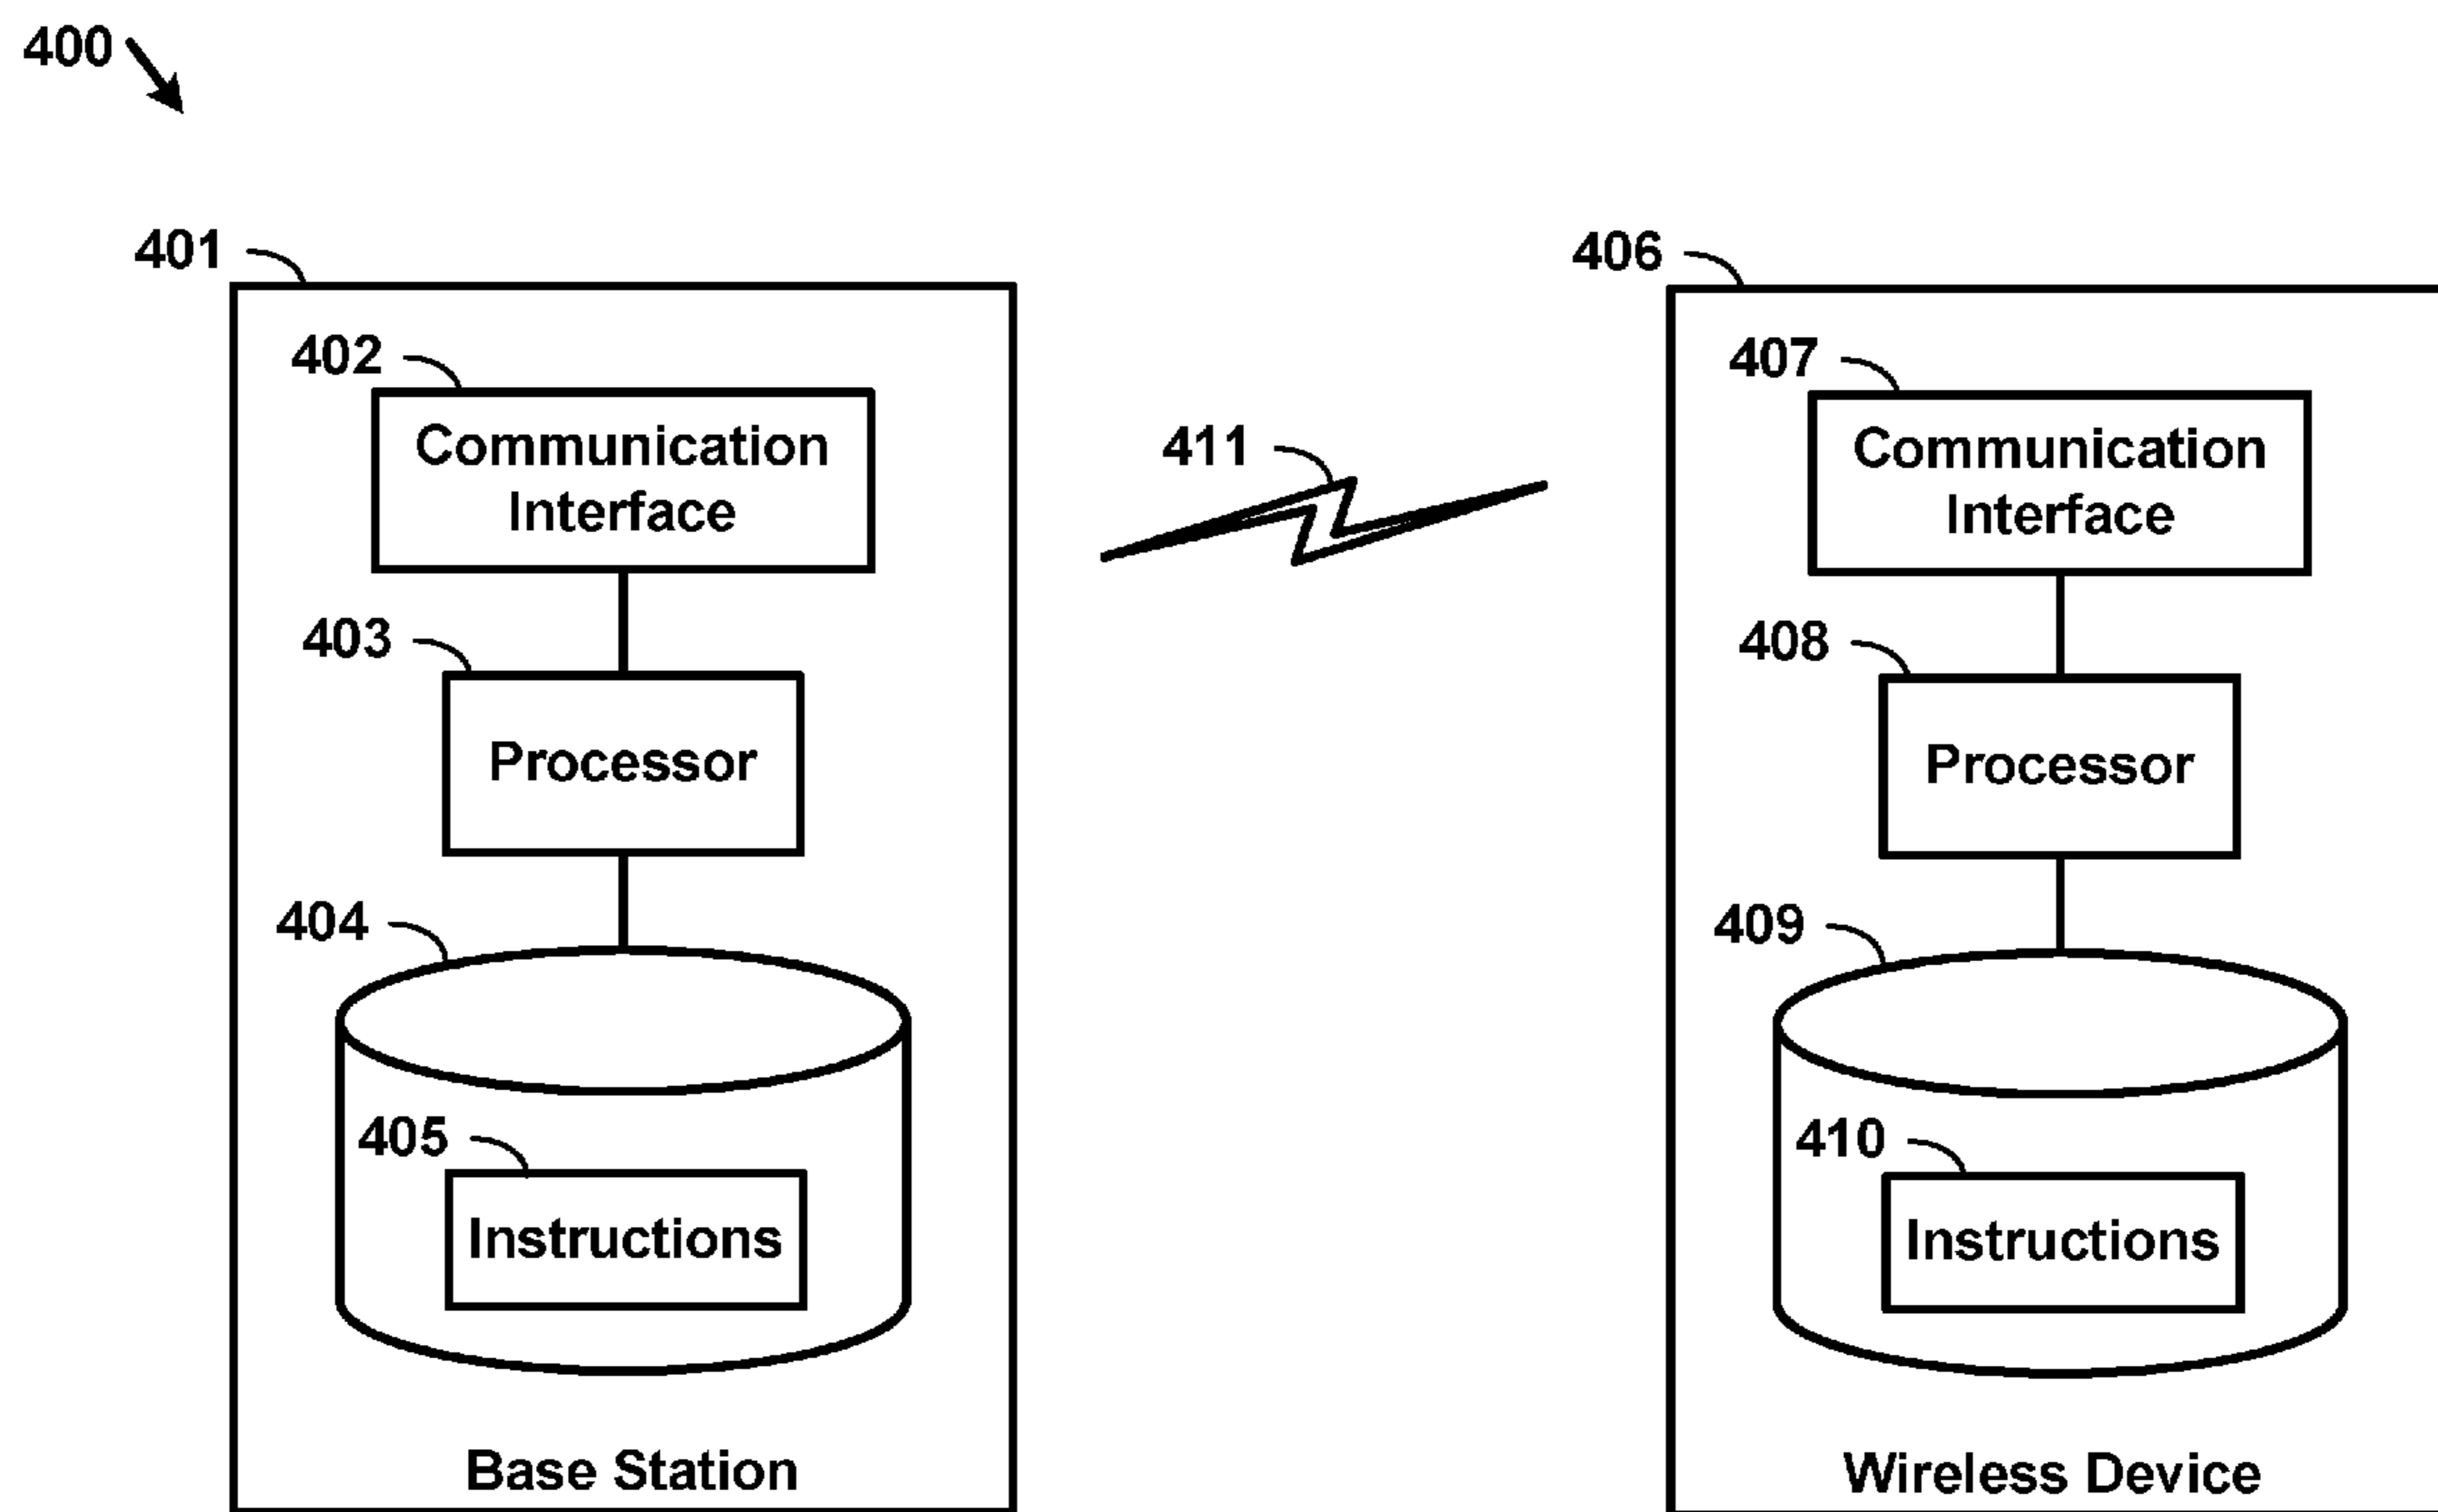 400
401
402
Communication
Interface
403
Processor
404
405
Instructions
Base Station
411
406
407
Communication
Interface
408
Processor
409
410
Instructions
Wireless Device